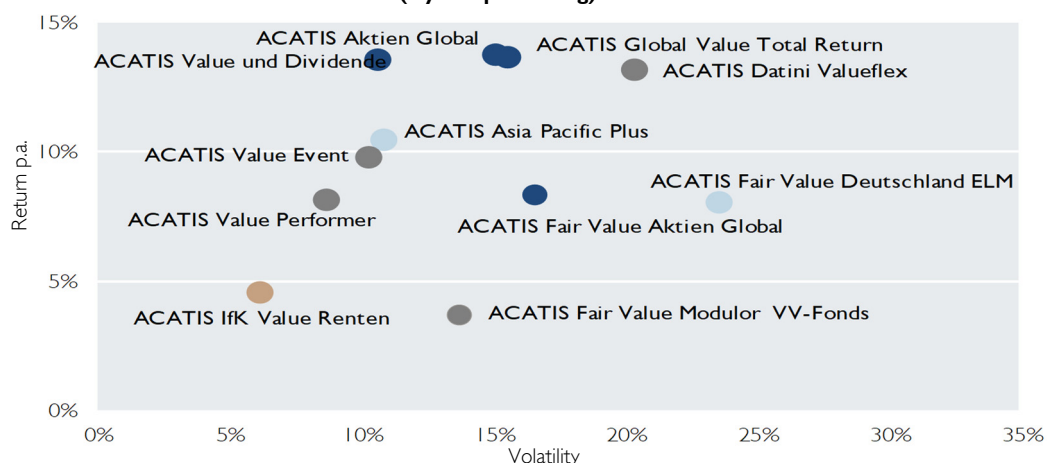 15%
ACATIS Aktien Global
ACATIS Global Value Total Return
ACATIS Value und Dividende
ACATIS Datini Valueflex
ACATIS Asia Pacific Plus
10%
ACATIS Value Event
Return p.a.
ACATIS Fair Value Deutschland ELM
ACATIS Value Performer
ACATIS Fair Value Aktien Global
5%
ACATIS IfK Value Renten
ACATIS Fair Value Modulor VV-Fonds
0%
0% 5% 10% 15% 20% 25% 30% 35%
Volatility